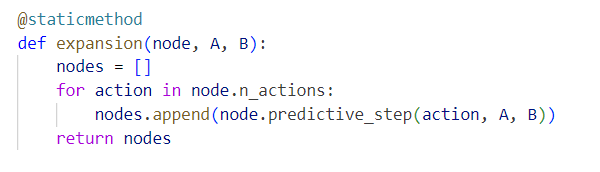 @staticmethod
def expansion(node, A, B):
    nodes = []
    for action in node.n_actions:
        nodes.append(node.predictive_step(action, A, B))
    return nodes